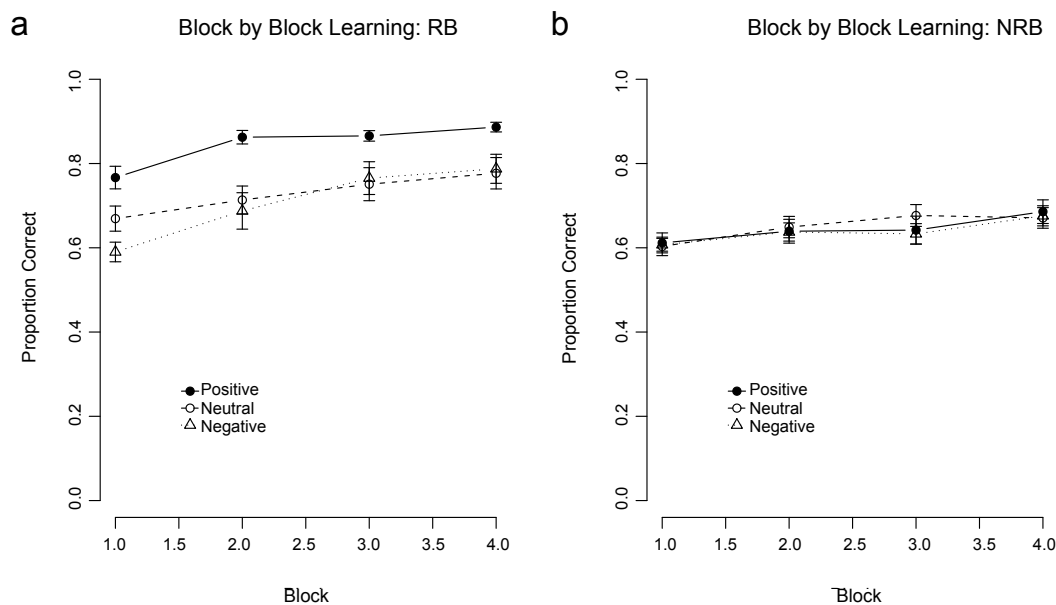 a
Block by Block Learning: RB
Proportion Correct
1.0
0.8
0.6
0.4
0.2
0.0
Positive
Neutral
Negative
1.0 1.5 2.0 2.5 3.0 3.5 4.0
Block
b
Block by Block Learning: NRB
Proportion Correct
1.0
0.8
0.6
0.4
0.2
0.0
Positive
Neutral
Negative
1.0 1.5 2.0 2.5 3.0 3.5 4.0
Block